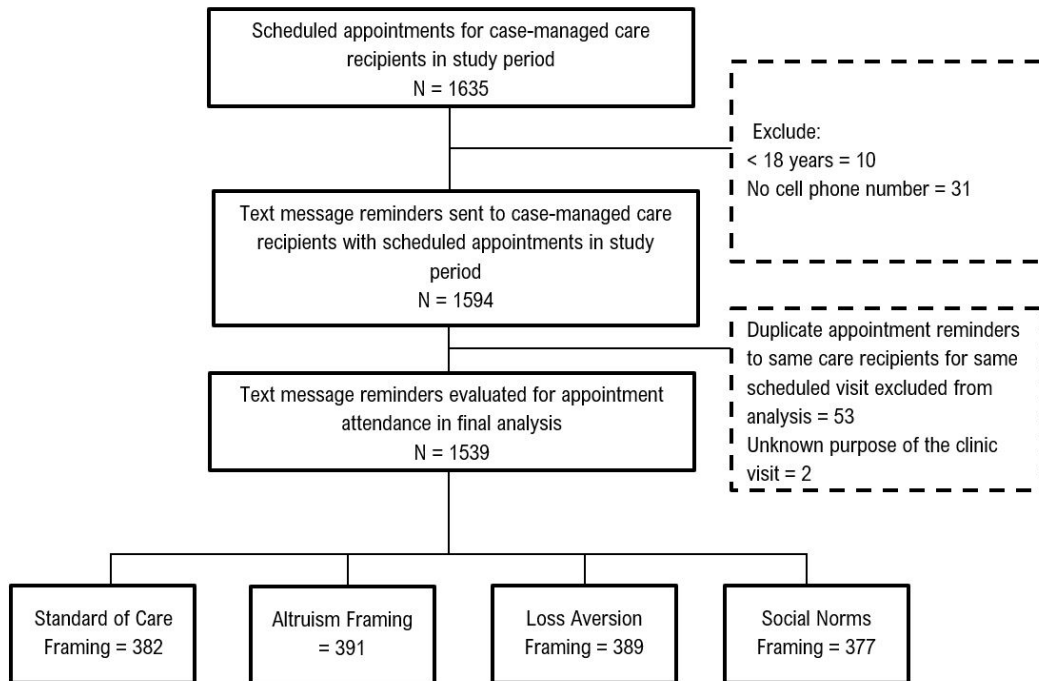 Scheduled appointments for case-managed care
recipients in study period
N = 1635
Exclude:
< 18 years = 10
No cell phone number = 31
Text message reminders sent to case-managed care
recipients with scheduled appointments in study
period
N = 1594
Duplicate appointment reminders
to same care recipients for same
scheduled visit excluded from
analysis = 53
Unknown purpose of the clinic
visit = 2
Text message reminders evaluated for appointment
attendance in final analysis
N = 1539
Standard of Care
Framing = 382
Altruism Framing
= 391
Loss Aversion
Framing = 389
Social Norms
Framing = 377